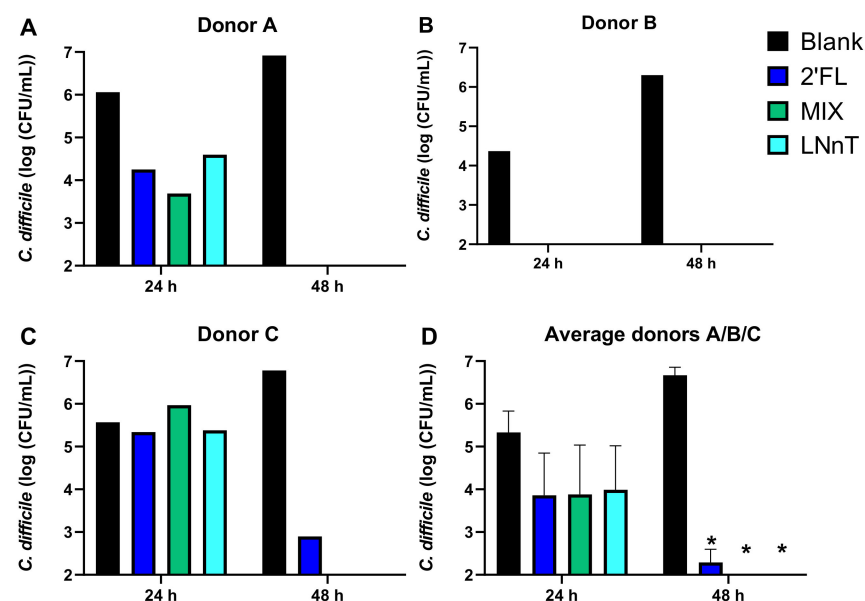 A
Donor A
C. difficile (log (CFU/mL))
7
6
5
4
3
2
24 h
48 h
B
Donor B
C. difficile (log (CFU/mL))
7
6
5
4
3
2
24 h
48 h
Blank
2'FL
MIX
LNnT
C
Donor C
C. difficile (log (CFU/mL))
7
6
5
4
3
2
24 h
48 h
D
Average donors A/B/C
C. difficile (log (CFU/mL))
7
6
5
4
3
2
* * *
24 h
48 h